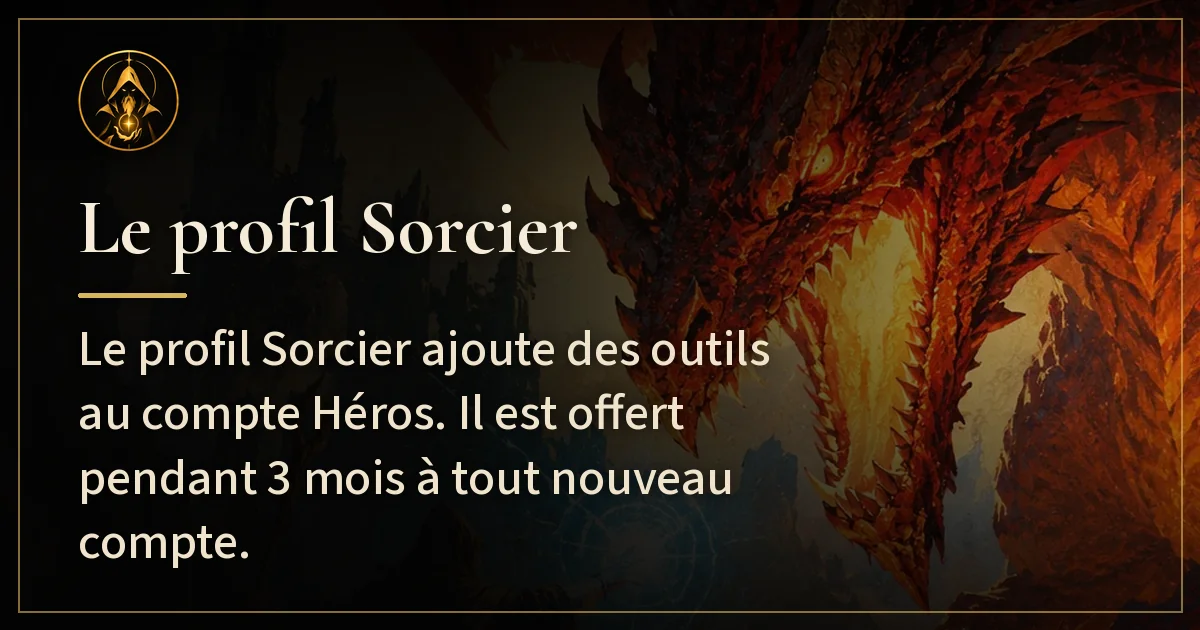 Le profil Sorcier
Le profil Sorcier ajoute des outils
au compte Héros. Il est offert
pendant 3 mois à tout nouveau
compte.